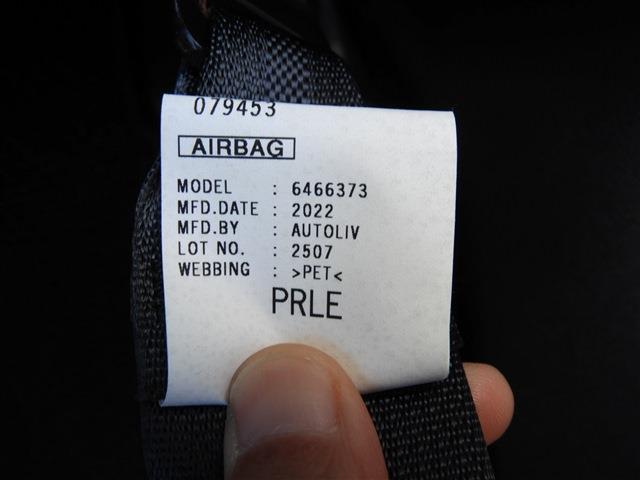 079453
AIRBAG
MODEL : 6466373
MFD.DATE : 2022
MFD.BY : AUTOLIV
LOT NO. : 2507
WEBBING : >PET<
PRLE